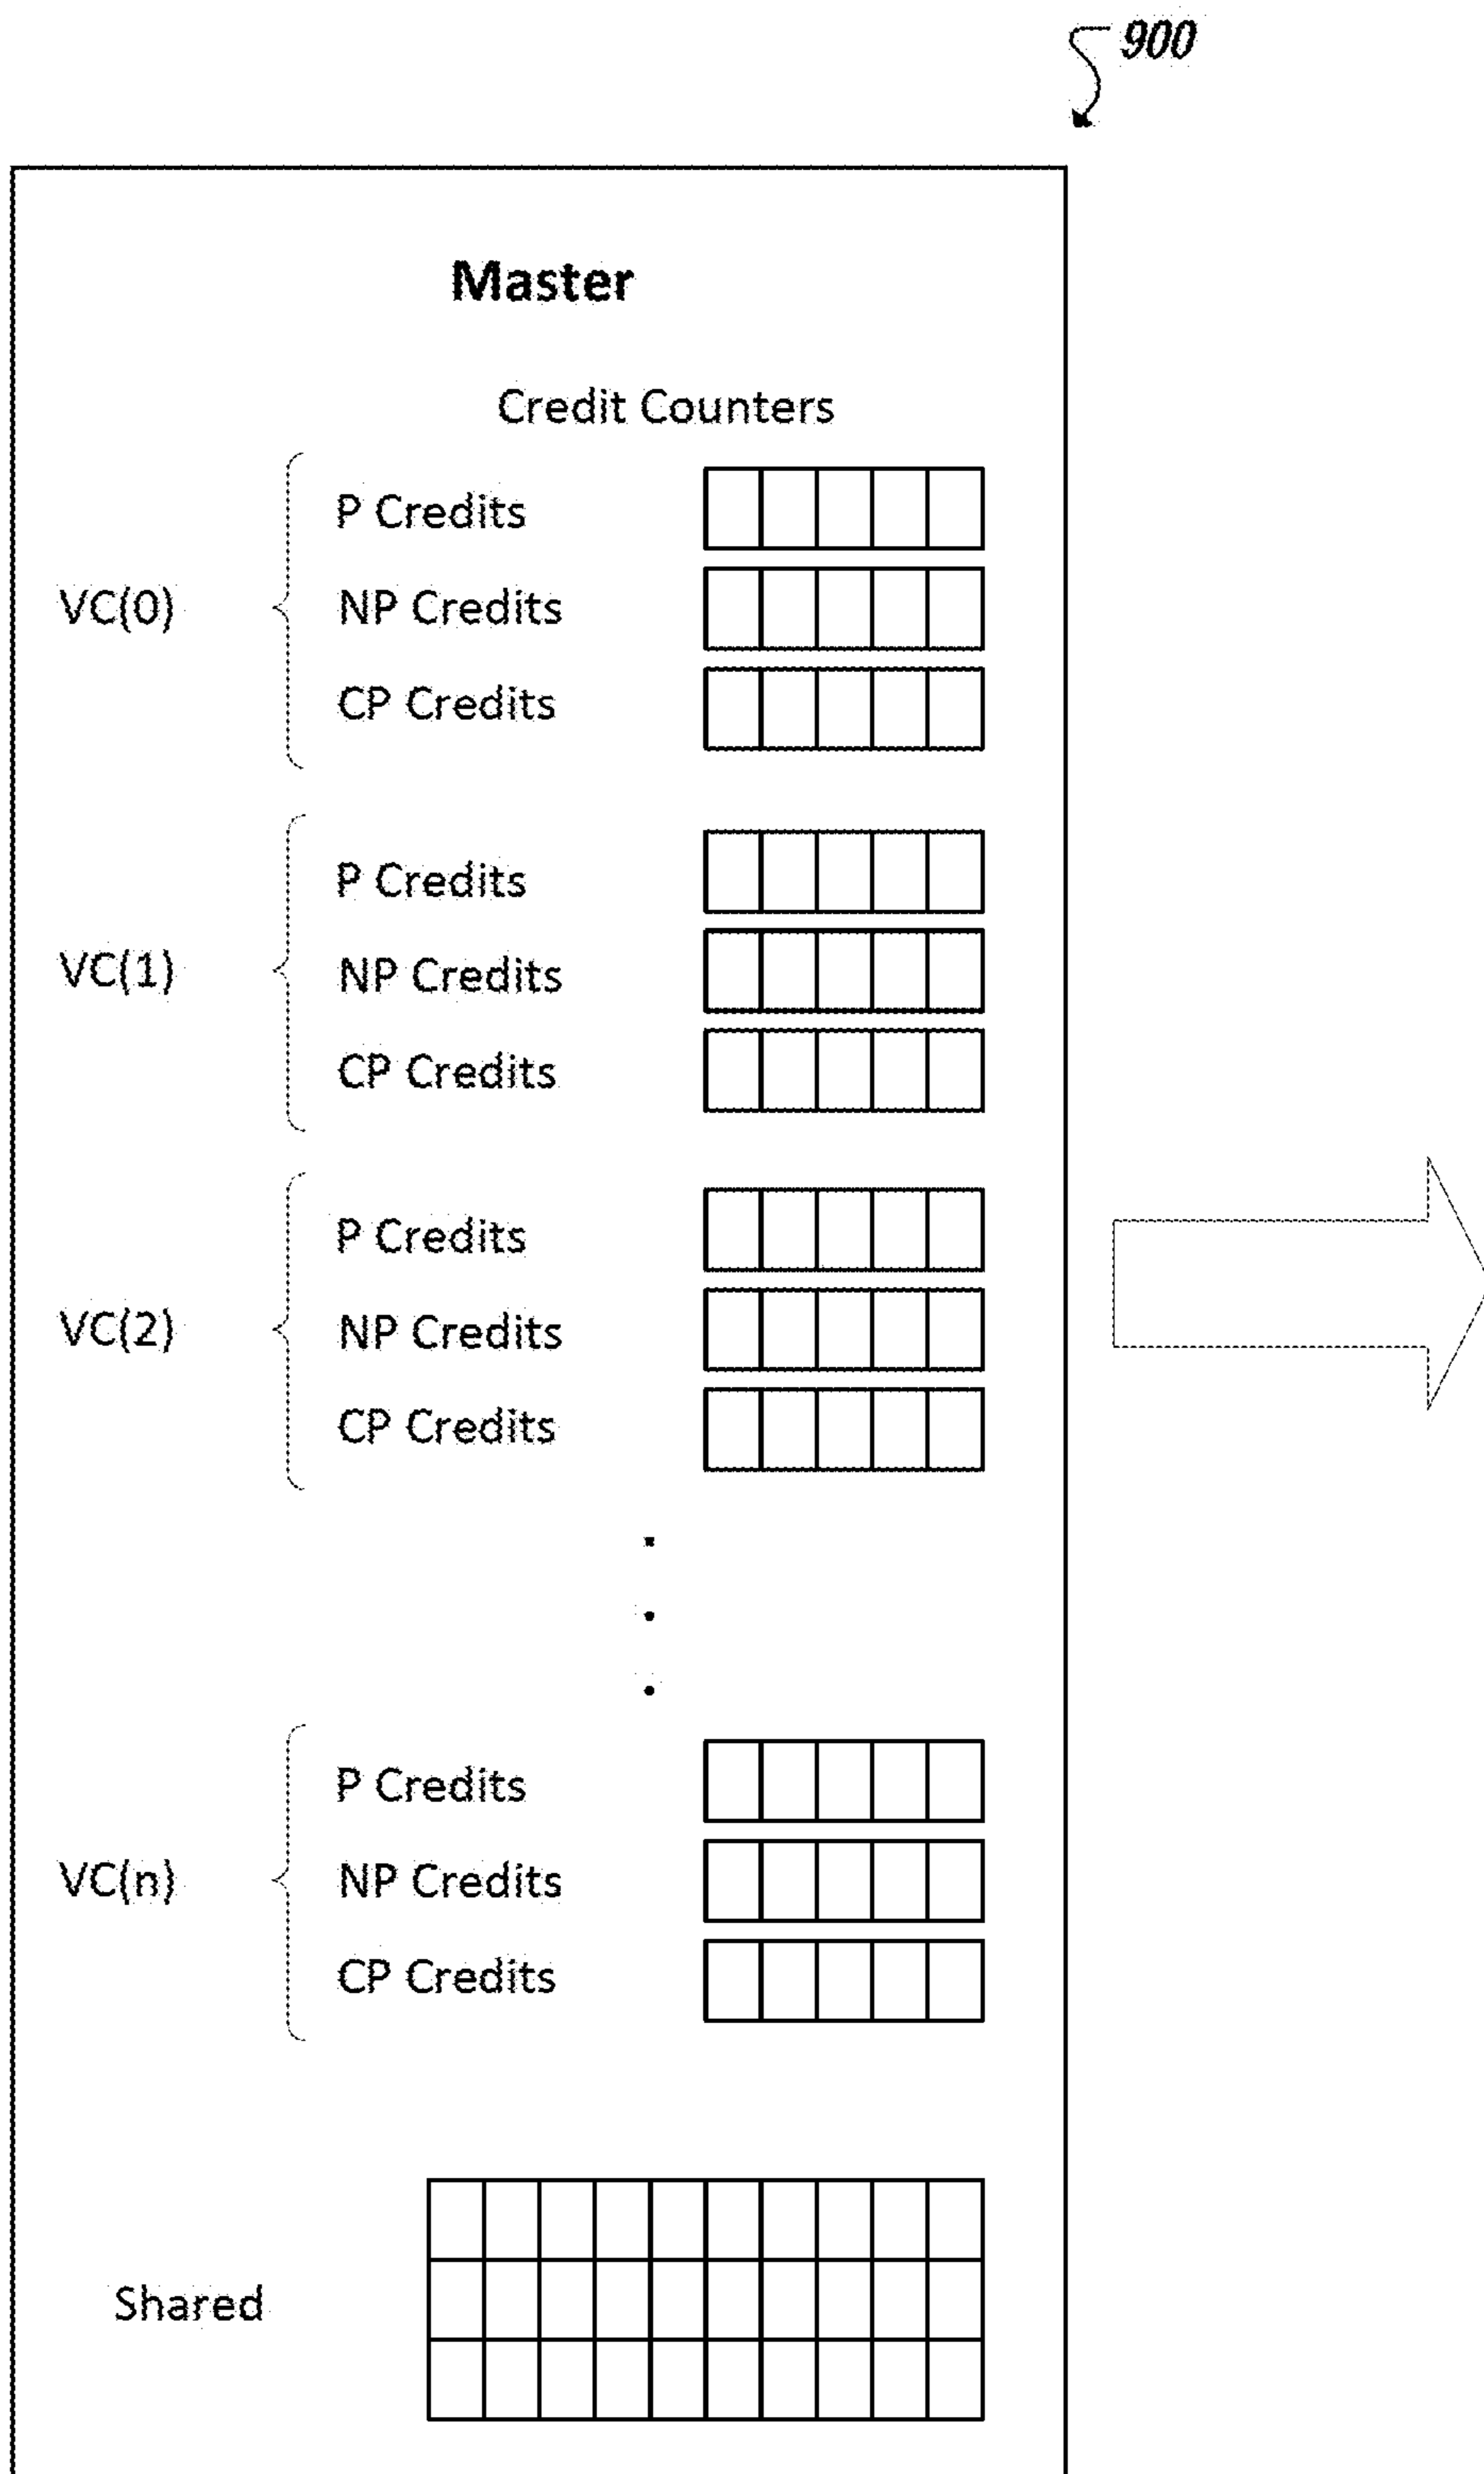 900
Master
Credit Counters
P Credits
VC(0)
NP Credits
CP Credits
P Credits
VC(1)
NP Credits
CP Credits
P Credits
VC(2)
NP Credits
CP Credits
P Credits
VC(n)
NP Credits
CP Credits
Shared